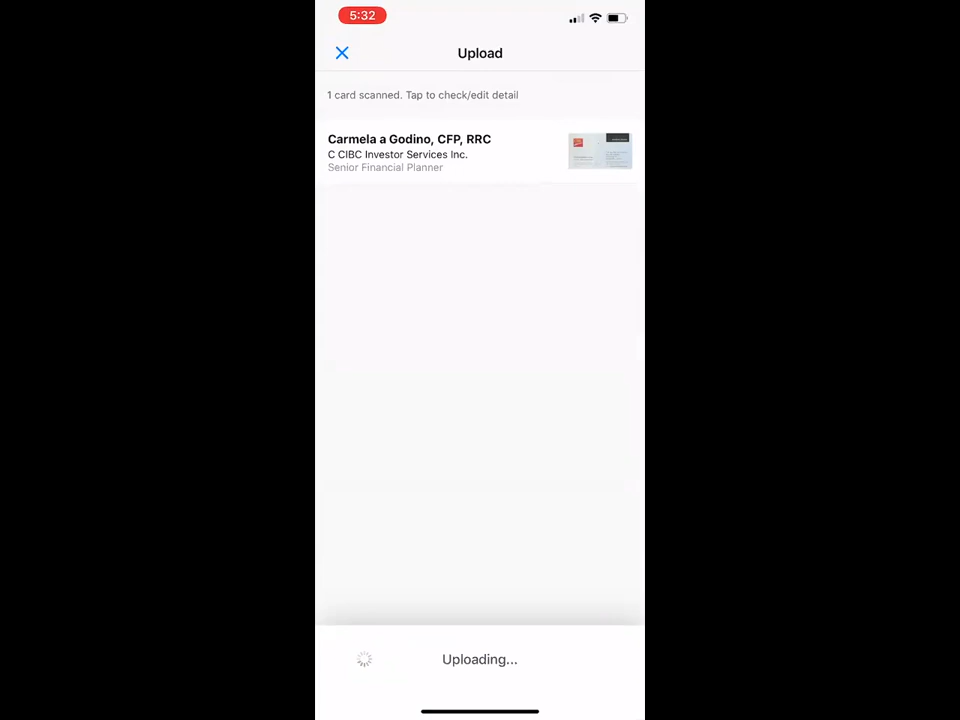 5:32
Upload
1 card scanned. Tap to check/edit detail
Carmela a Godino, CFP, RRC
C CIBC Investor Services Inc.
Senior Financial Planner
Uploading...